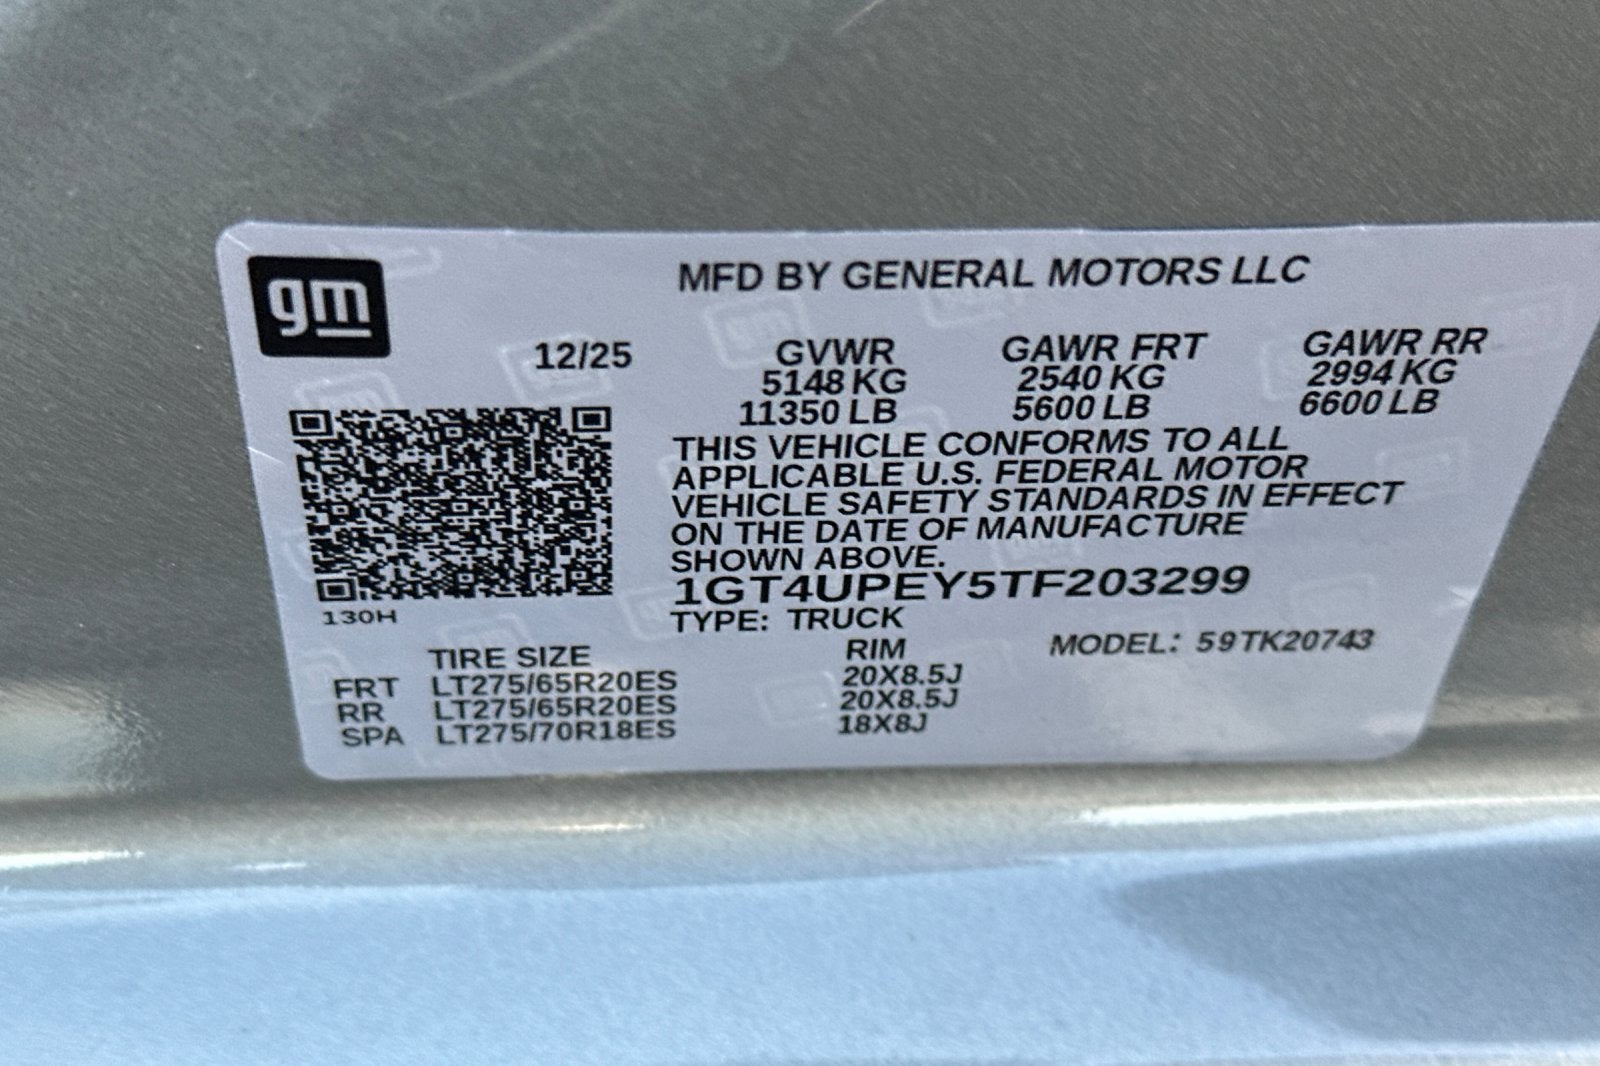 gm
MFD BY GENERAL MOTORS LLC
12/25 GVWR GAWR FRT GAWR RR
5148 KG 2540 KG 2994 KG
11350 LB 5600 LB 6600 LB
THIS VEHICLE CONFORMS TO ALL
APPLICABLE U.S. FEDERAL MOTOR
VEHICLE SAFETY STANDARDS IN EFFECT
ON THE DATE OF MANUFACTURE
SHOWN ABOVE.
1GT4UPEY5TF203299
130H
TYPE: TRUCK
MODEL: 59TK20743
TIRE SIZE RIM
FRT LT275/65R20ES 20X8.5J
RR LT275/65R20ES 20X8.5J
SPA LT275/70R18ES 18X8J